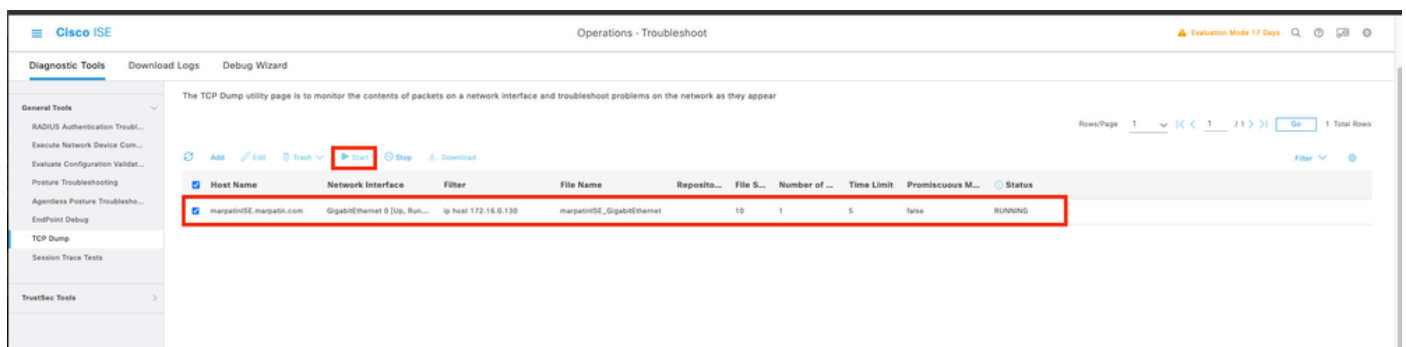 Cisco ISE
Operations · Troubleshoot
Evaluation Mode 17 Days
Diagnostic Tools Download Logs Debug Wizard
General Tools
RADIUS Authentication Troubl...
Execute Network Device Com...
Evaluate Configuration Validat...
Posture Troubleshooting
Agentless Posture Troublesho...
EndPoint Debug
TCP Dump
Session Trace Tests
TrustSec Tools
The TCP Dump utility page is to monitor the contents of packets on a network interface and troubleshoot problems on the network as they appear
Rows/Page 1 |< < 1 / 1 > >| Go 1 Total Rows
Add Edit Trash Start Stop Download Filter
Host Name Network Interface Filter File Name Reposito... File S... Number of ... Time Limit Promiscuous M... Status
marpatinISE.marpatin.com GigabitEthernet 0 [Up, Run... ip host 172.16.0.130 marpatinISE_GigabitEthernet 10 1 5 false RUNNING